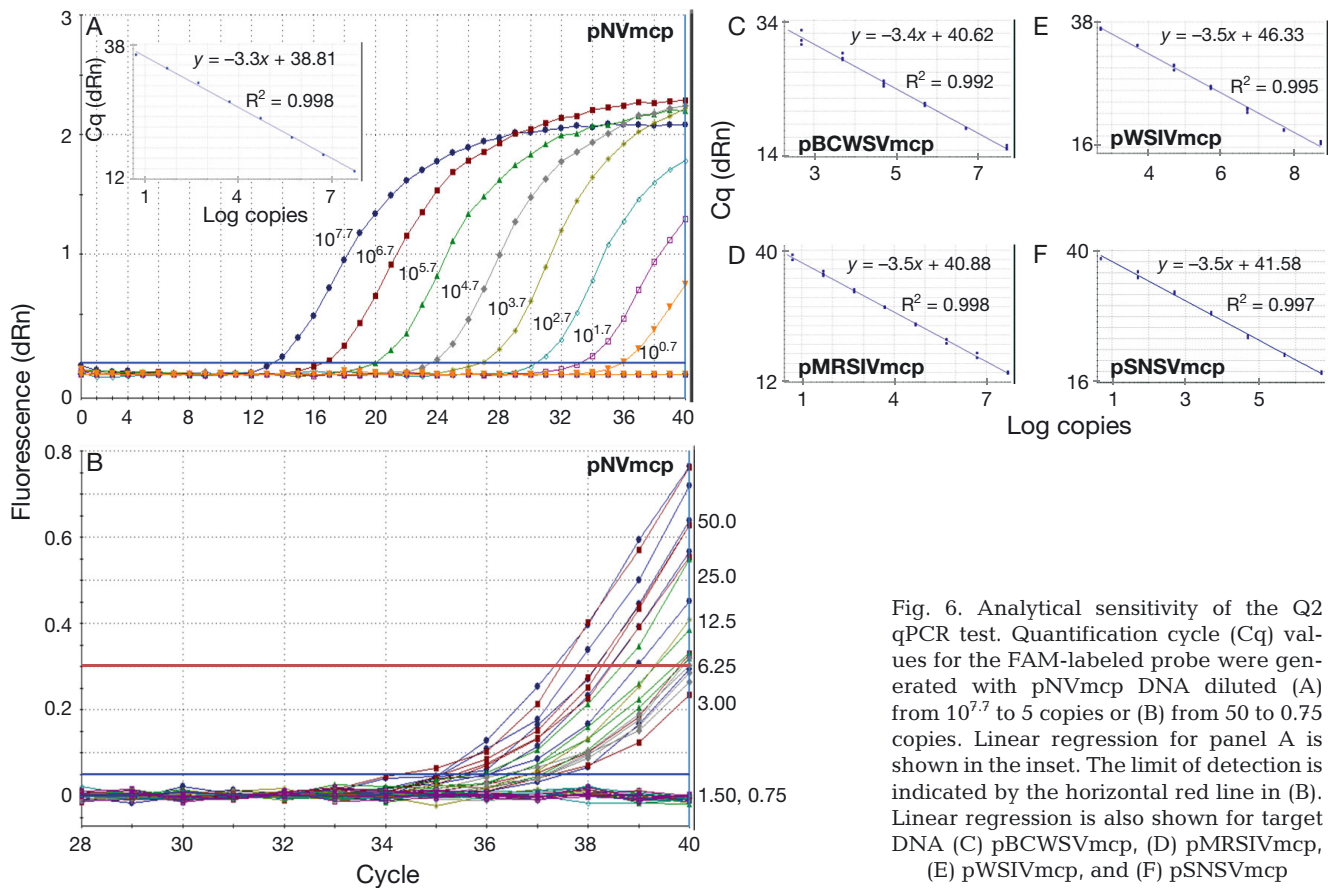 A
pNVmcp
3
2
1
0
Fluorescence (dRn)
38
12
Cq (dRn)
y = –3.3x + 38.81
R² = 0.998
1 4 7
Log copies
10^7.7
10^6.7
10^5.7
10^4.7
10^3.7
10^2.7
10^1.7
10^0.7
0 4 8 12 16 20 24 28 32 36 40
B
pNVmcp
0.8
0.6
0.4
0.2
0
50.0
25.0
12.5
6.25
3.00
1.50, 0.75
28 30 32 34 36 38 40
Cycle
C
34
14
y = –3.4x + 40.62
R² = 0.992
pBCWSVmcp
3 5 7
Cq (dRn)
E
38
16
y = –3.5x + 46.33
R² = 0.995
pWSIVmcp
4 6 8
D
40
12
y = –3.5x + 40.88
R² = 0.998
pMRSIVmcp
1 4 7
F
40
16
y = –3.5x + 41.58
R² = 0.997
pSNSVmcp
1 3 5
Log copies
Fig. 6. Analytical sensitivity of the Q2
qPCR test. Quantification cycle (Cq) val-
ues for the FAM-labeled probe were gen-
erated with pNVmcp DNA diluted (A)
from 10^7.7 to 5 copies or (B) from 50 to 0.75
copies. Linear regression for panel A is
shown in the inset. The limit of detection is
indicated by the horizontal red line in (B).
Linear regression is also shown for target
DNA (C) pBCWSVmcp, (D) pMRSIVmcp,
(E) pWSIVmcp, and (F) pSNSVmcp